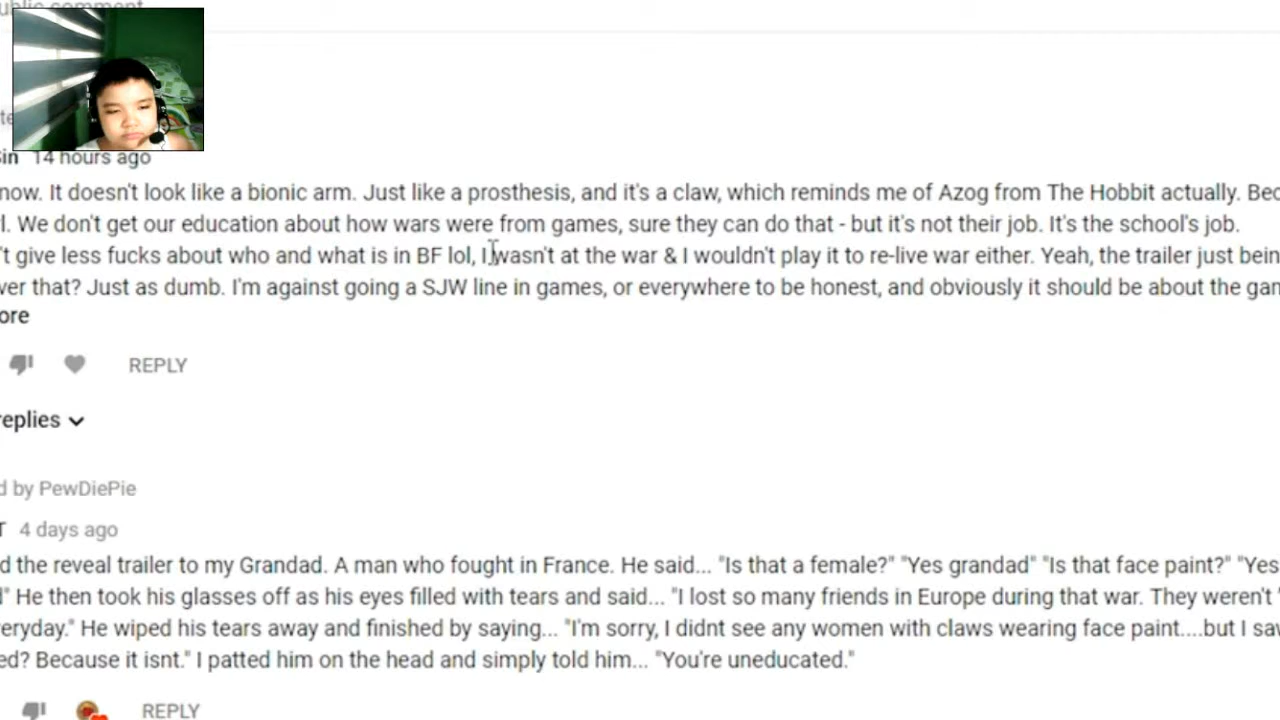 public comment
in 14 hours ago
now. It doesn't look like a bionic arm. Just like a prosthesis, and it's a claw, which reminds me of Azog from The Hobbit actually. Bec
l. We don't get our education about how wars were from games, sure they can do that - but it's not their job. It's the school's job.
't give less fucks about who and what is in BF lol, I wasn't at the war & I wouldn't play it to re-live war either. Yeah, the trailer just bein
ver that? Just as dumb. I'm against going a SJW line in games, or everywhere to be honest, and obviously it should be about the gan
ore
REPLY
replies
d by PewDiePie
T 4 days ago
d the reveal trailer to my Grandad. A man who fought in France. He said... "Is that a female?" "Yes grandad" "Is that face paint?" "Yes
" He then took his glasses off as his eyes filled with tears and said... "I lost so many friends in Europe during that war. They weren't
eryday." He wiped his tears away and finished by saying... "I'm sorry, I didnt see any women with claws wearing face paint....but I saw
ed? Because it isnt." I patted him on the head and simply told him... "You're uneducated."
REPLY